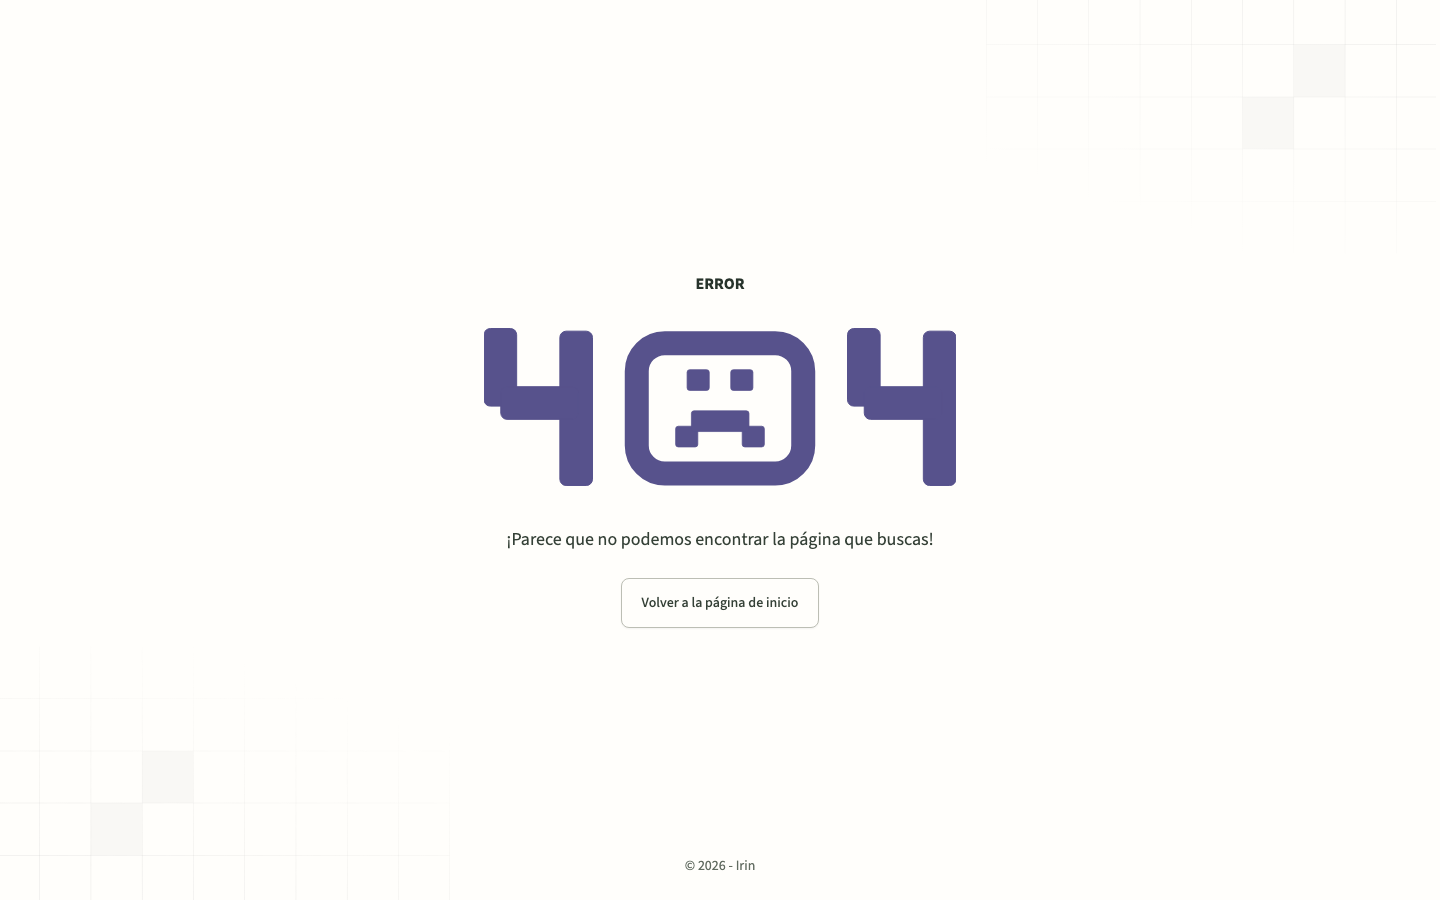 ERROR
404
¡Parece que no podemos encontrar la página que buscas!
Volver a la página de inicio
© 2026 - Irin